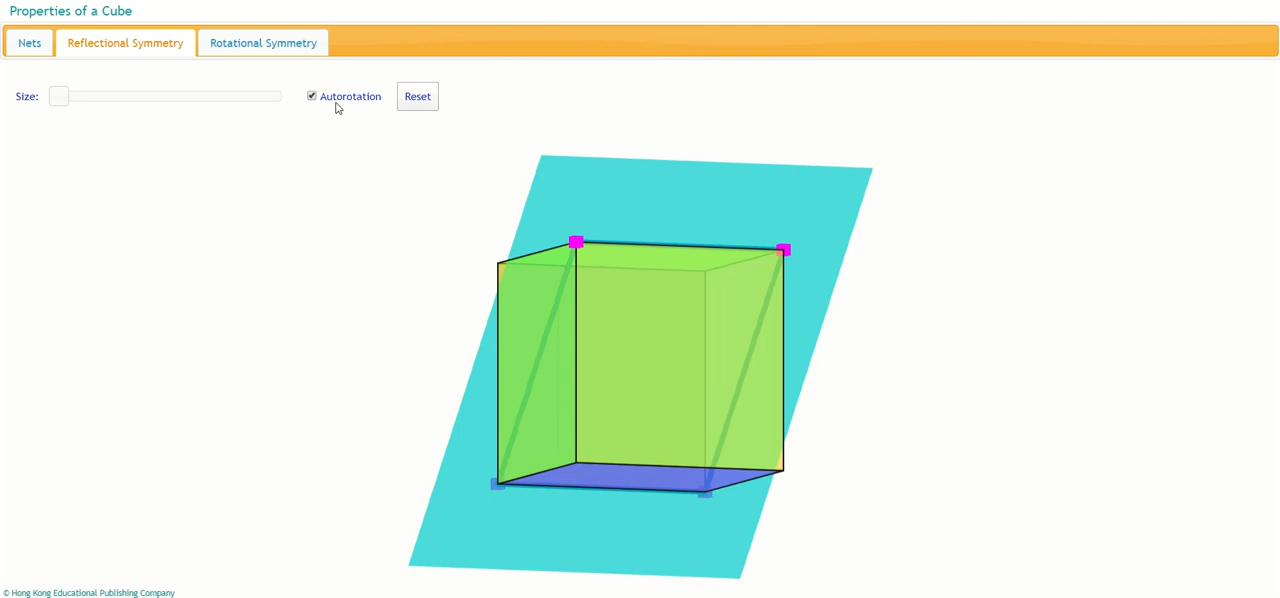 Properties of a Cube
Nets
Reflectional Symmetry
Rotational Symmetry
Size:
Autorotation
Reset
© Hong Kong Educational Publishing Company